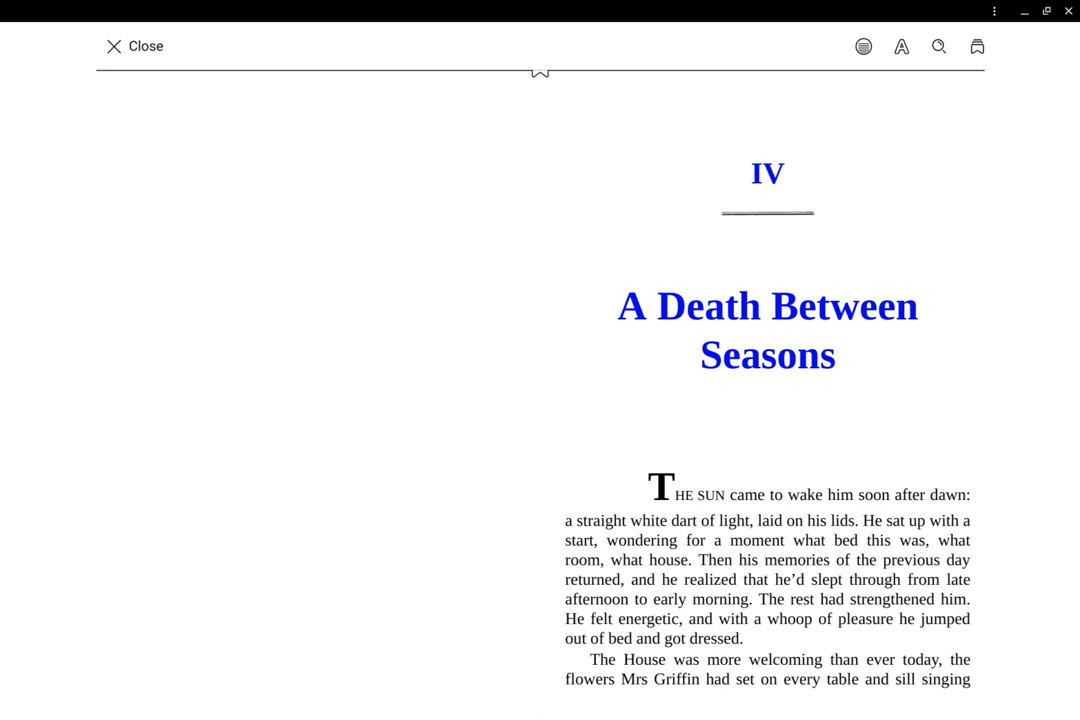 Close
IV
A Death Between
Seasons
THE SUN came to wake him soon after dawn:
a straight white dart of light, laid on his lids. He sat up with a
start, wondering for a moment what bed this was, what
room, what house. Then his memories of the previous day
returned, and he realized that he’d slept through from late
afternoon to early morning. The rest had strengthened him.
He felt energetic, and with a whoop of pleasure he jumped
out of bed and got dressed.
The House was more welcoming than ever today, the
flowers Mrs Griffin had set on every table and sill singing